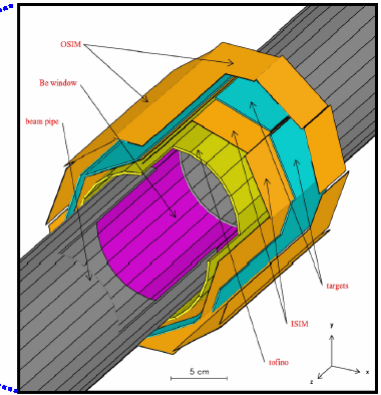 OSIM
Be window
beam pipe
targets
ISIM
tofino
5 cm
y
x
z